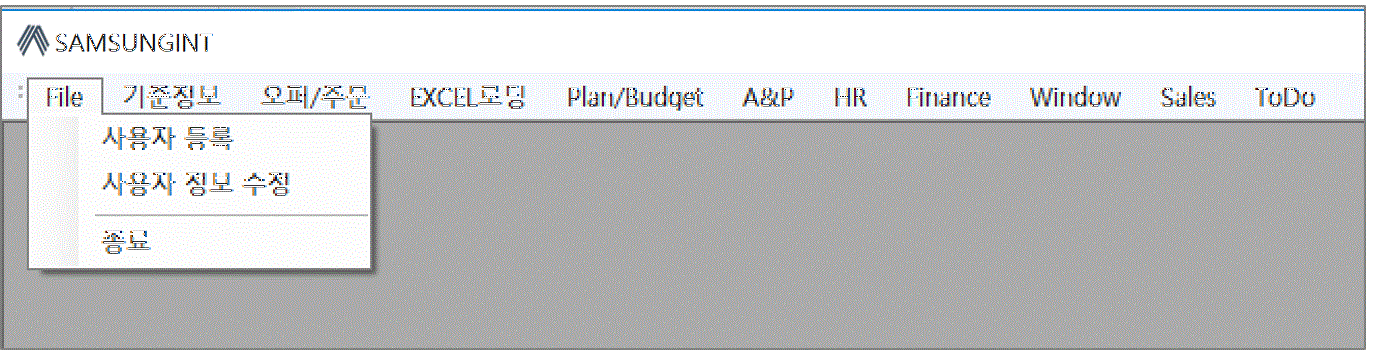 SAMSUNGINT
File 기준정보 오퍼/주문 EXCEL로딩 Plan/Budget A&P HR Finance Window Sales ToDo
사용자 등록
사용자 정보 수정
종료